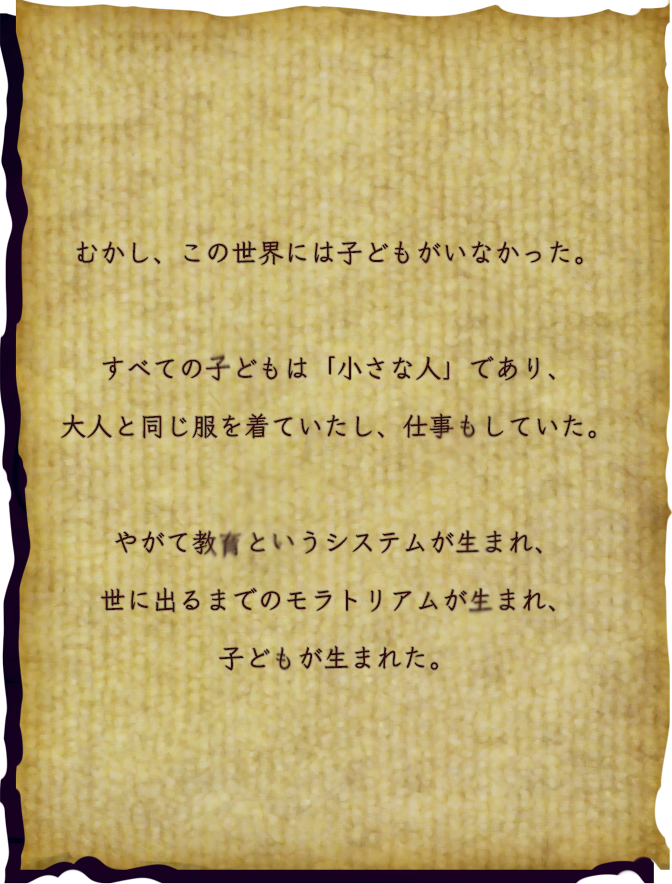 むかし、この世界には子どもがいなかった。
すべての子どもは「小さな人」であり、
大人と同じ服を着ていたし、仕事もしていた。
やがて教育というシステムが生まれ、
世に出るまでのモラトリアムが生まれ、
子どもが生まれた。